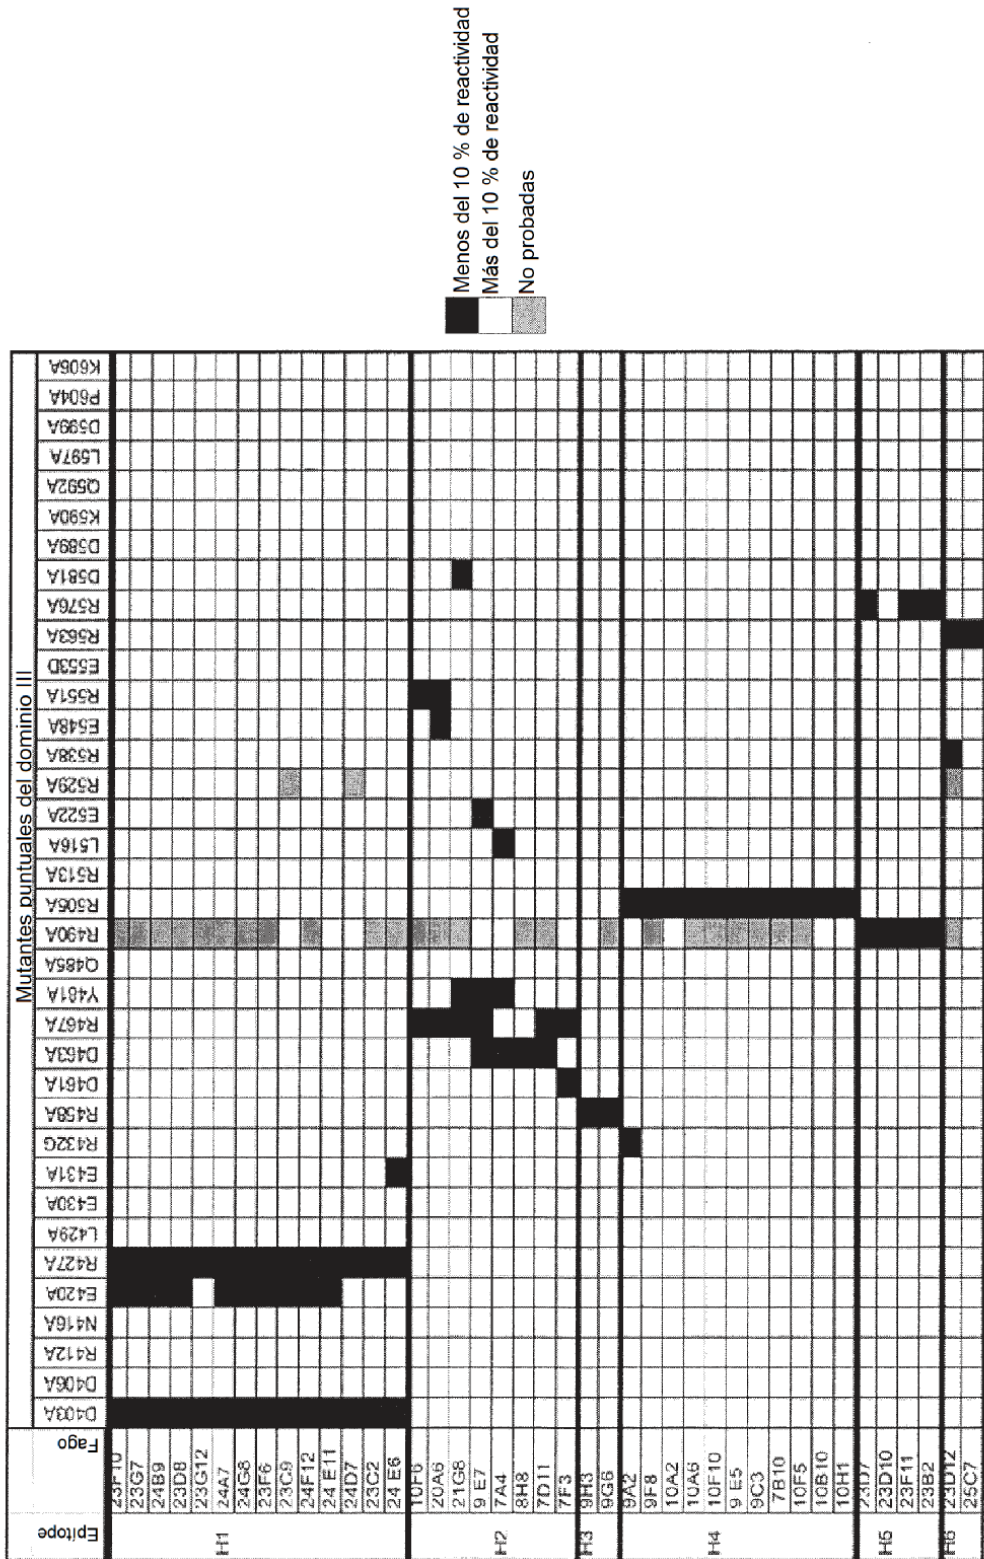 Mutantes puntuales del dominio III
Epítope
Fago
D403A
D406A
R412A
N416A
E420A
R427A
L429A
E430A
E431A
R432G
R458A
D461A
D463A
R467A
Y481A
Q485A
R490A
R505A
R513A
L516A
E522A
R529A
R538A
E548A
R551A
E553D
R563A
R576A
D581A
D589A
K590A
Q592A
L597A
D599A
P604A
K606A
H1
23F10
23G7
24B9
23D8
23G12
24A7
24G8
23F6
23C9
24F12
24 E11
24D7
23C2
24 E6
H2
10F6
20A6
21G8
9 E7
7A4
8H8
7D11
7F3
H3
9H3
9G6
H4
9A2
9F8
10A2
10A6
10F10
9 E5
9C3
7B10
10F5
10B10
10H1
H5
23D7
23D10
23F11
23B2
H6
23D12
25C7
Menos del 10 % de reactividad
Más del 10 % de reactividad
No probadas